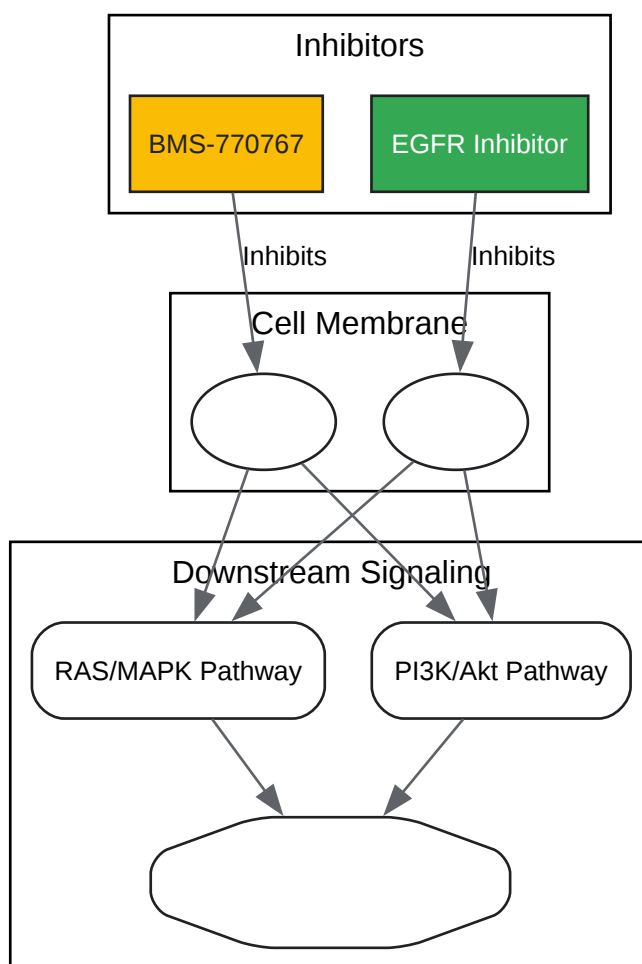 Inhibitors
BMS-770767
EGFR Inhibitor
Inhibits
Inhibits
Cell Membrane
Downstream Signaling
RAS/MAPK Pathway
PI3K/Akt Pathway